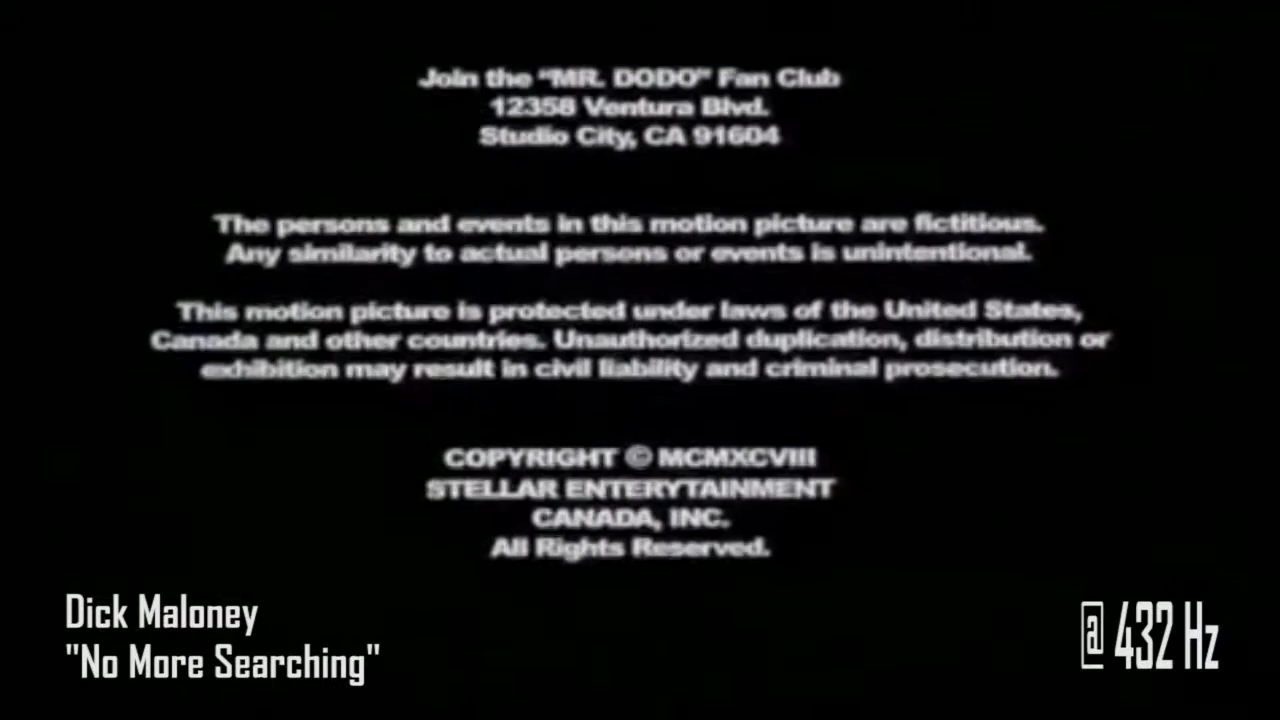 Join the "MR. DODO" Fan Club
12358 Ventura Blvd.
Studio City, CA 91604
The persons and events in this motion picture are fictitious.
Any similarity to actual persons or events is unintentional.
This motion picture is protected under laws of the United States,
Canada and other countries. Unauthorized duplication, distribution or
exhibition may result in civil liability and criminal prosecution.
COPYRIGHT © MCMXCVIII
STELLAR ENTERYTAINMENT
CANADA, INC.
All Rights Reserved.
Dick Maloney
"No More Searching"
@ 432 Hz